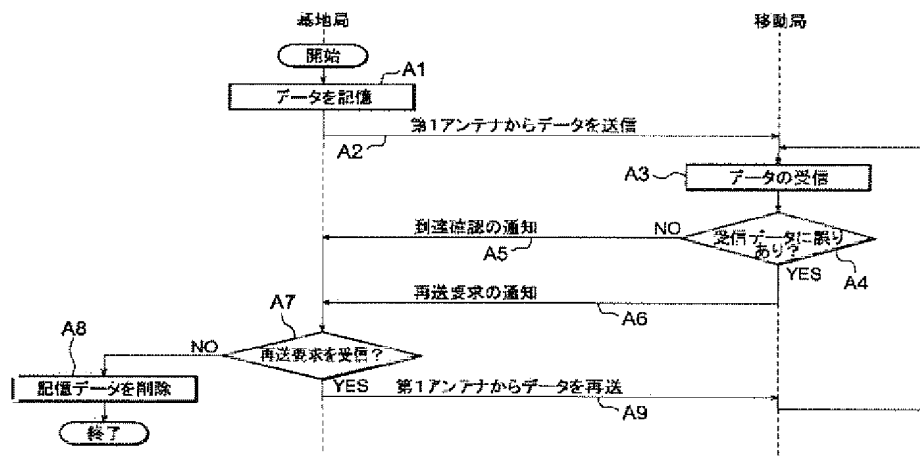 基地局
移動局
開始
A1
データを記憶
第1アンテナからデータを送信
A2
A3
データの受信
到達確認の通知
NO
A5
受信データに誤り
あり?
A4
YES
再送要求の通知
A6
A7
A8
NO
再送要求を受信?
記憶データを削除
YES
第1アンテナからデータを再送
A9
終了